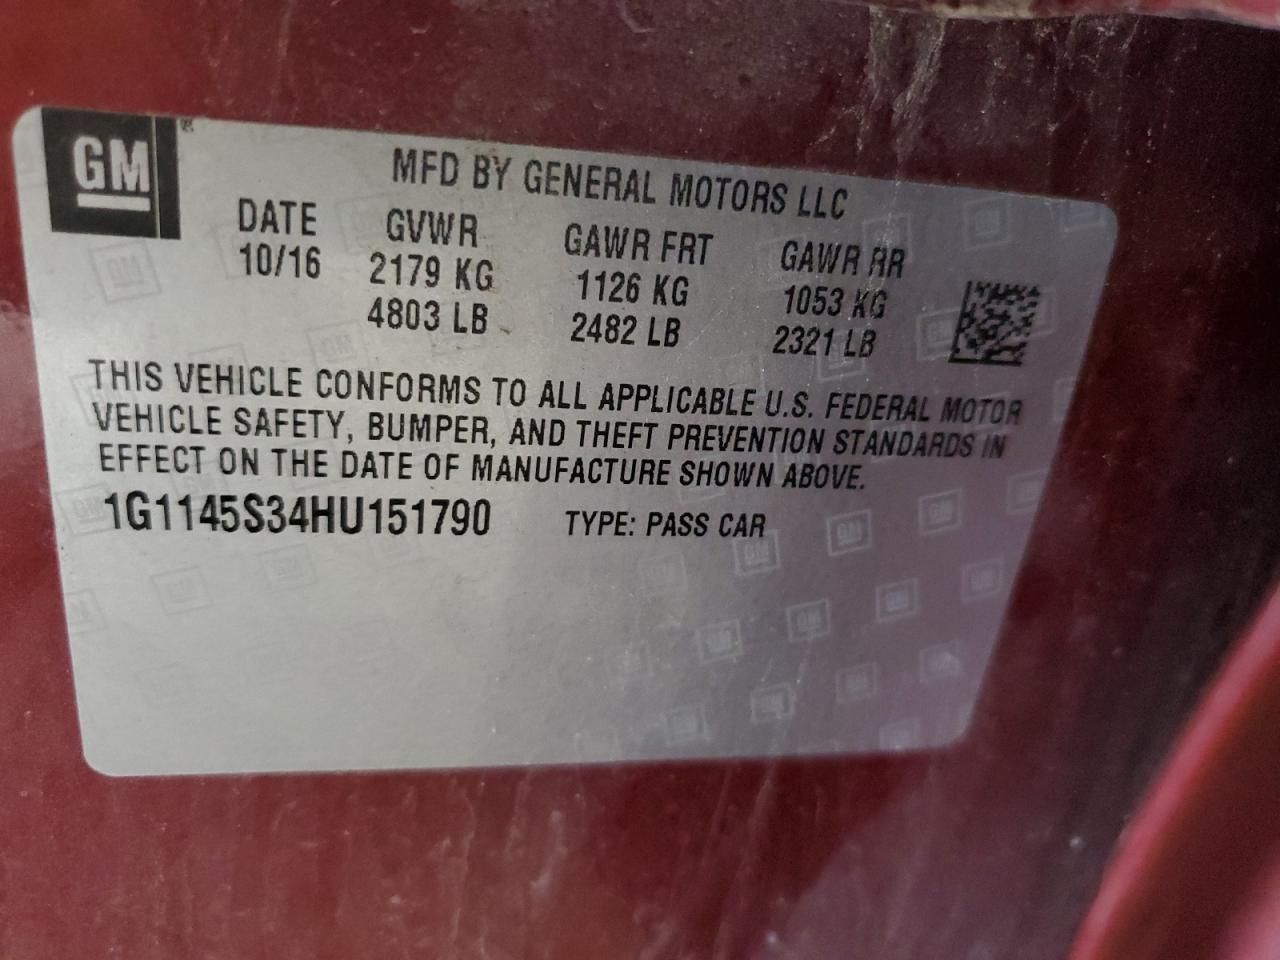 GM
MFD BY GENERAL MOTORS LLC
DATE GVWR GAWR FRT GAWR RR
10/16 2179 KG 1126 KG 1053 KG
4803 LB 2482 LB 2321 LB
THIS VEHICLE CONFORMS TO ALL APPLICABLE U.S. FEDERAL MOTOR
VEHICLE SAFETY, BUMPER, AND THEFT PREVENTION STANDARDS IN
EFFECT ON THE DATE OF MANUFACTURE SHOWN ABOVE.
1G1145S34HU151790 TYPE: PASS CAR